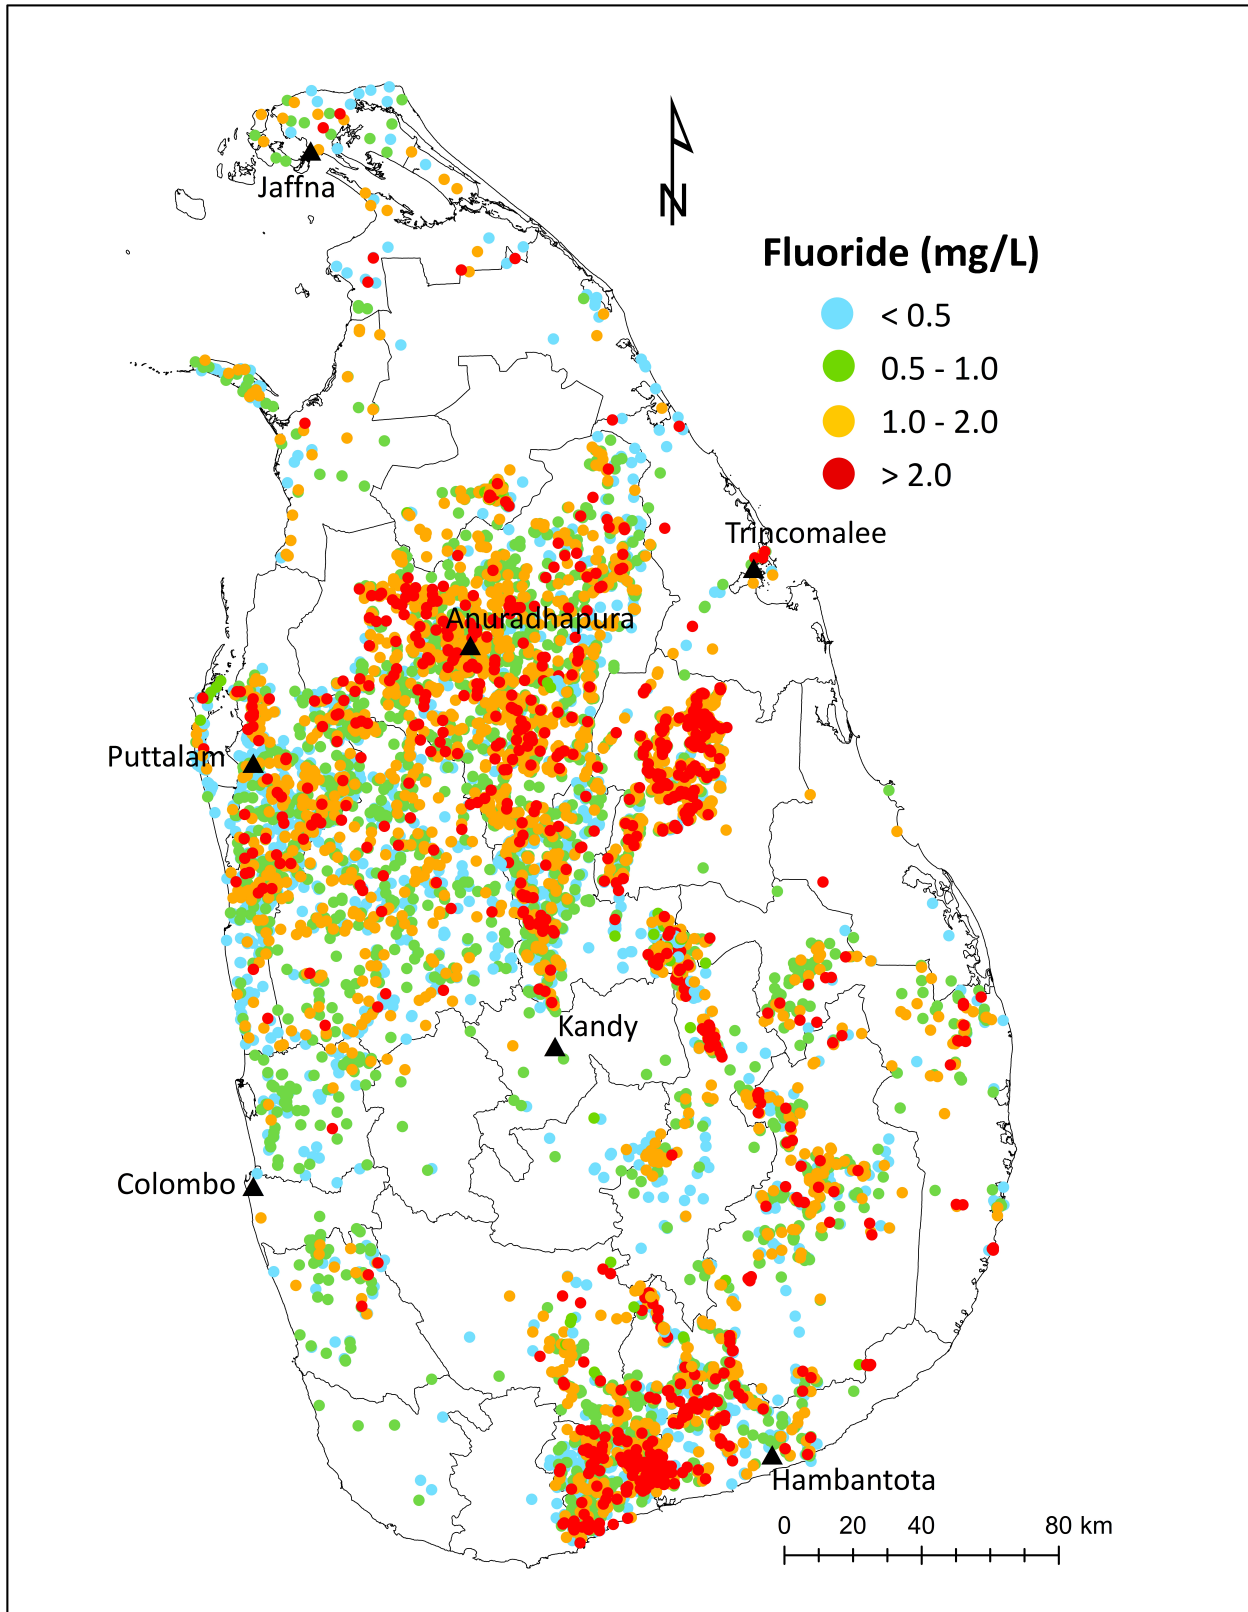 Jaffna
N
Fluoride (mg/L)
< 0.5
0.5 - 1.0
1.0 - 2.0
> 2.0
Trincomalee
Anuradhapura
Puttalam
Kandy
Colombo
Hambantota
0 20 40 80 km